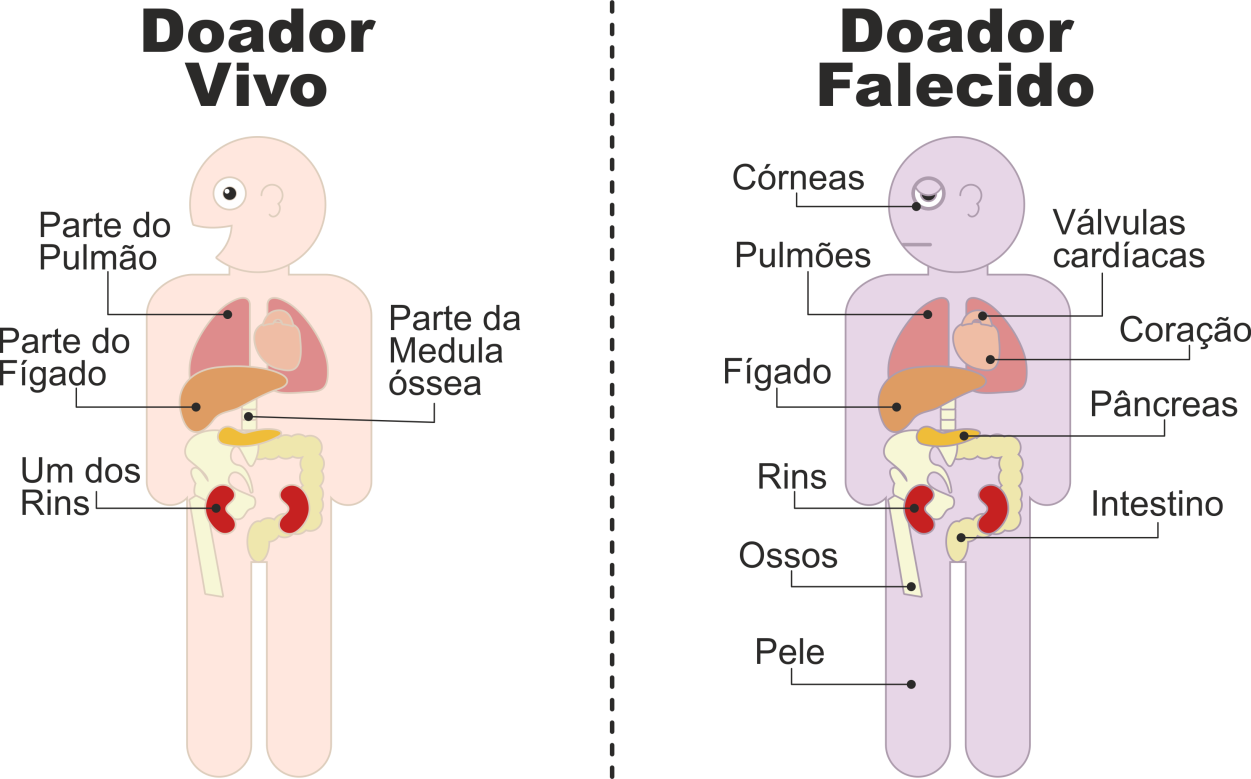 Doador
Vivo
Parte do
Pulmão
Parte do
Fígado
Um dos
Rins
Parte da
Medula
óssea
Doador
Falecido
Córneas
Pulmões
Fígado
Rins
Ossos
Pele
Válvulas
cardíacas
Coração
Pâncreas
Intestino